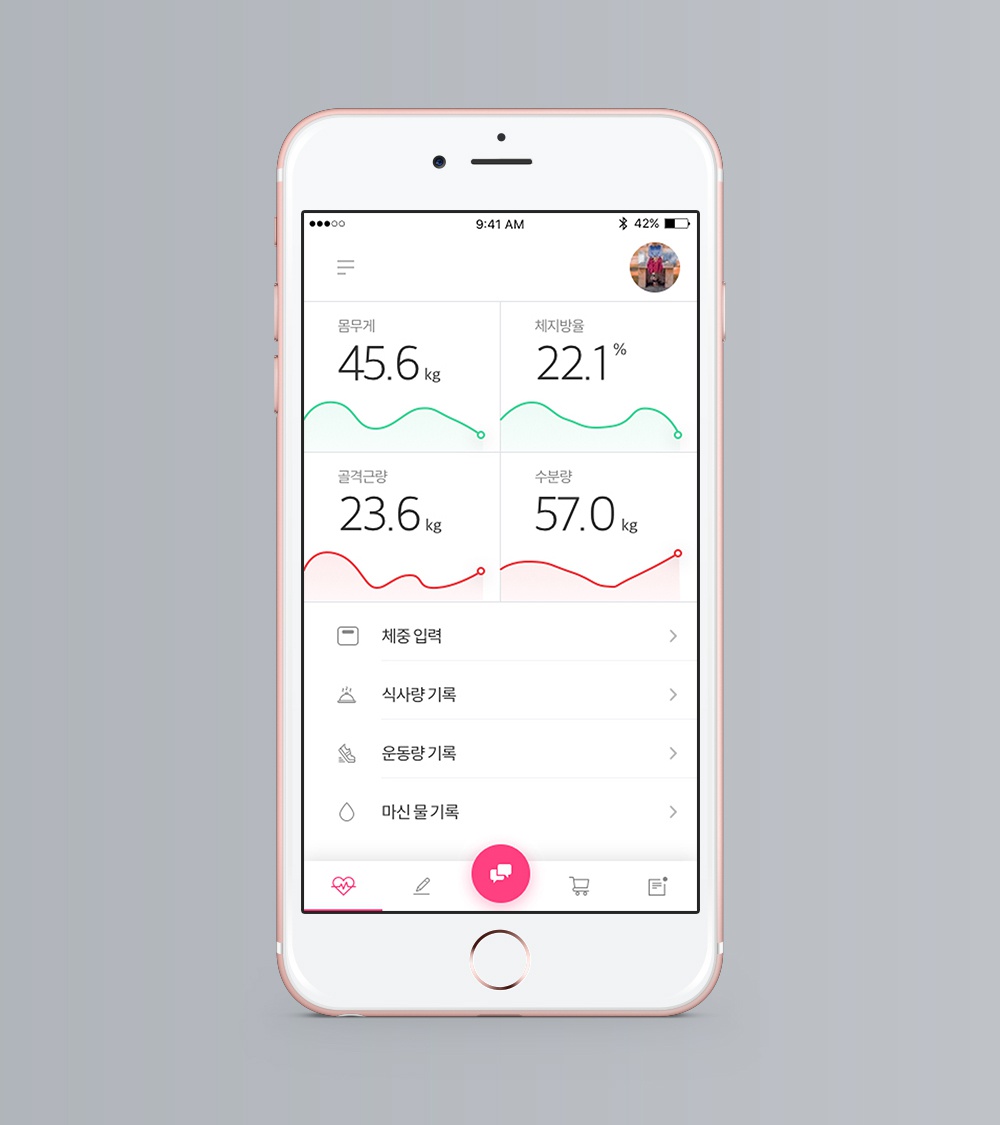 9:41 AM 42%
몸무게 체지방율
45.6 kg 22.1 %
골격근량 수분량
23.6 kg 57.0 kg
체중 입력
식사량 기록
운동량 기록
마신 물 기록